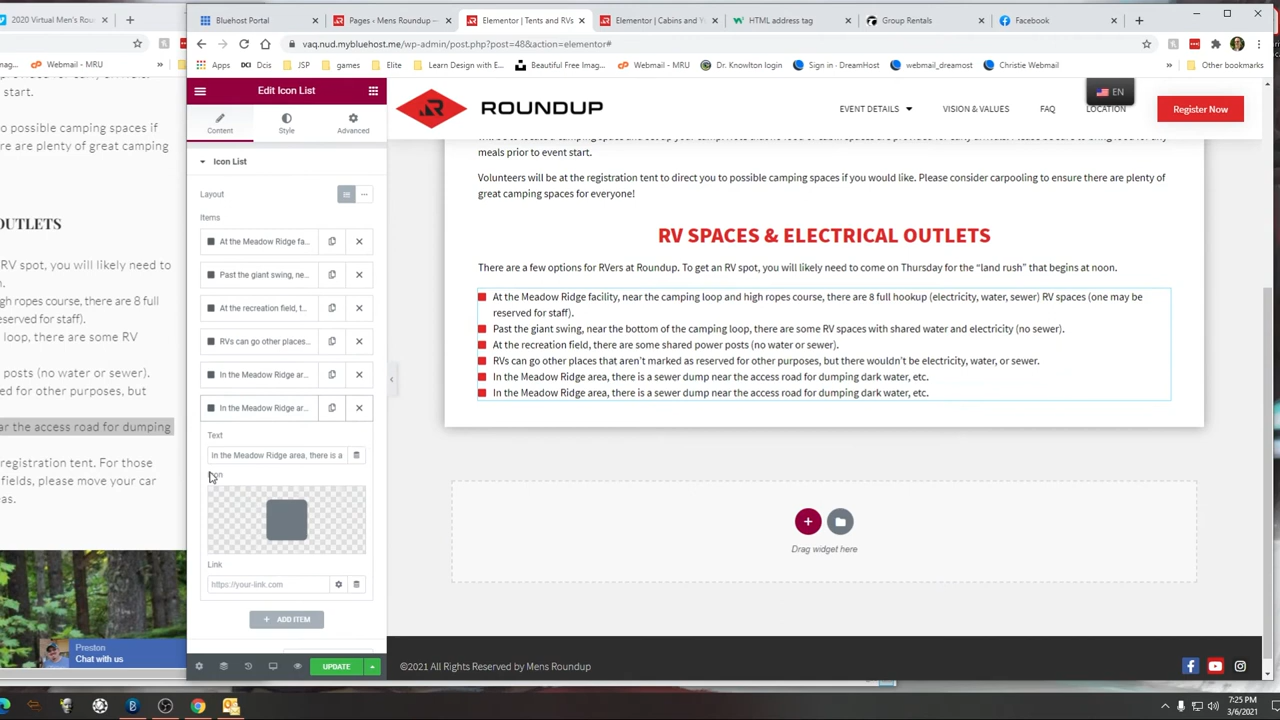 2020 Virtual Men's Rou
Bluehost Portal
Pages ‹ Mens Roundup —
Elementor | Tents and RVs
Elementor | Cabins and Y
HTML address tag
Group Rentals
Facebook
vaq.nud.mybluehost.me/wp-admin/post.php?post=48&action=elementor#
Webmail - MRU
Apps
Dcis
JSP
games
Elite
Learn Design with E...
Beautiful Free Imag...
Webmail - MRU
Dr. Knowlton login
Sign in ‹ DreamHost
webmail_dreamost
Christie Webmail
Other bookmarks
start.
o possible camping spaces if
re are plenty of great camping
OUTLETS
RV spot, you will likely need to
gh ropes course, there are 8 full
eserved for staff).
loop, there are some RV
posts (no water or sewer).
ed for other purposes, but
ar the access road for dumping
registration tent. For those
fields, please move your car
eas.
Preston
Chat with us
Edit Icon List
Content
Style
Advanced
Icon List
Layout
Items
At the Meadow Ridge fa...
Past the giant swing, ne...
At the recreation field, t...
RVs can go other places...
In the Meadow Ridge ar...
In the Meadow Ridge ar...
Text
In the Meadow Ridge area, there is a
Icon
Link
https://your-link.com
+ ADD ITEM
UPDATE
ROUNDUP
EVENT DETAILS
VISION & VALUES
FAQ
LOCATION
EN
Register Now
meals prior to event start.
Volunteers will be at the registration tent to direct you to possible camping spaces if you would like. Please consider carpooling to ensure there are plenty of
great camping spaces for everyone!
RV SPACES & ELECTRICAL OUTLETS
There are a few options for RVers at Roundup. To get an RV spot, you will likely need to come on Thursday for the “land rush” that begins at noon.
At the Meadow Ridge facility, near the camping loop and high ropes course, there are 8 full hookup (electricity, water, sewer) RV spaces (one may be
reserved for staff).
Past the giant swing, near the bottom of the camping loop, there are some RV spaces with shared water and electricity (no sewer).
At the recreation field, there are some shared power posts (no water or sewer).
RVs can go other places that aren’t marked as reserved for other purposes, but there wouldn’t be electricity, water, or sewer.
In the Meadow Ridge area, there is a sewer dump near the access road for dumping dark water, etc.
In the Meadow Ridge area, there is a sewer dump near the access road for dumping dark water, etc.
Drag widget here
©2021 All Rights Reserved by Mens Roundup
7:25 PM
3/6/2021